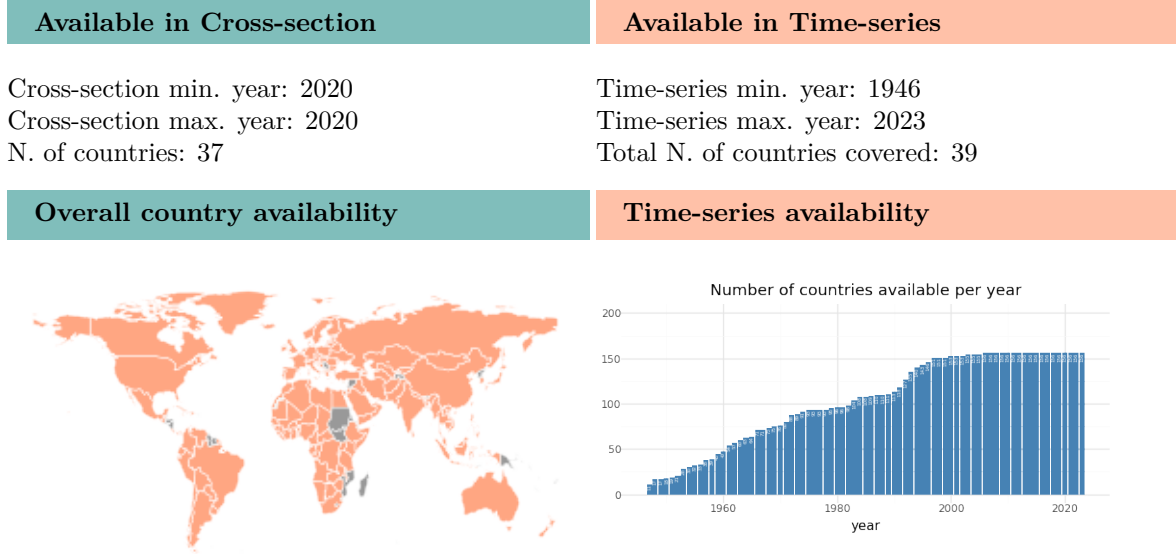 Available in Cross-section
Available in Time-series
Cross-section min. year: 2020
Cross-section max. year: 2020
N. of countries: 37
Time-series min. year: 1946
Time-series max. year: 2023
Total N. of countries covered: 39
Overall country availability
Time-series availability
Number of countries available per year
200
150
100
50
0
1960
1980
2000
2020
year